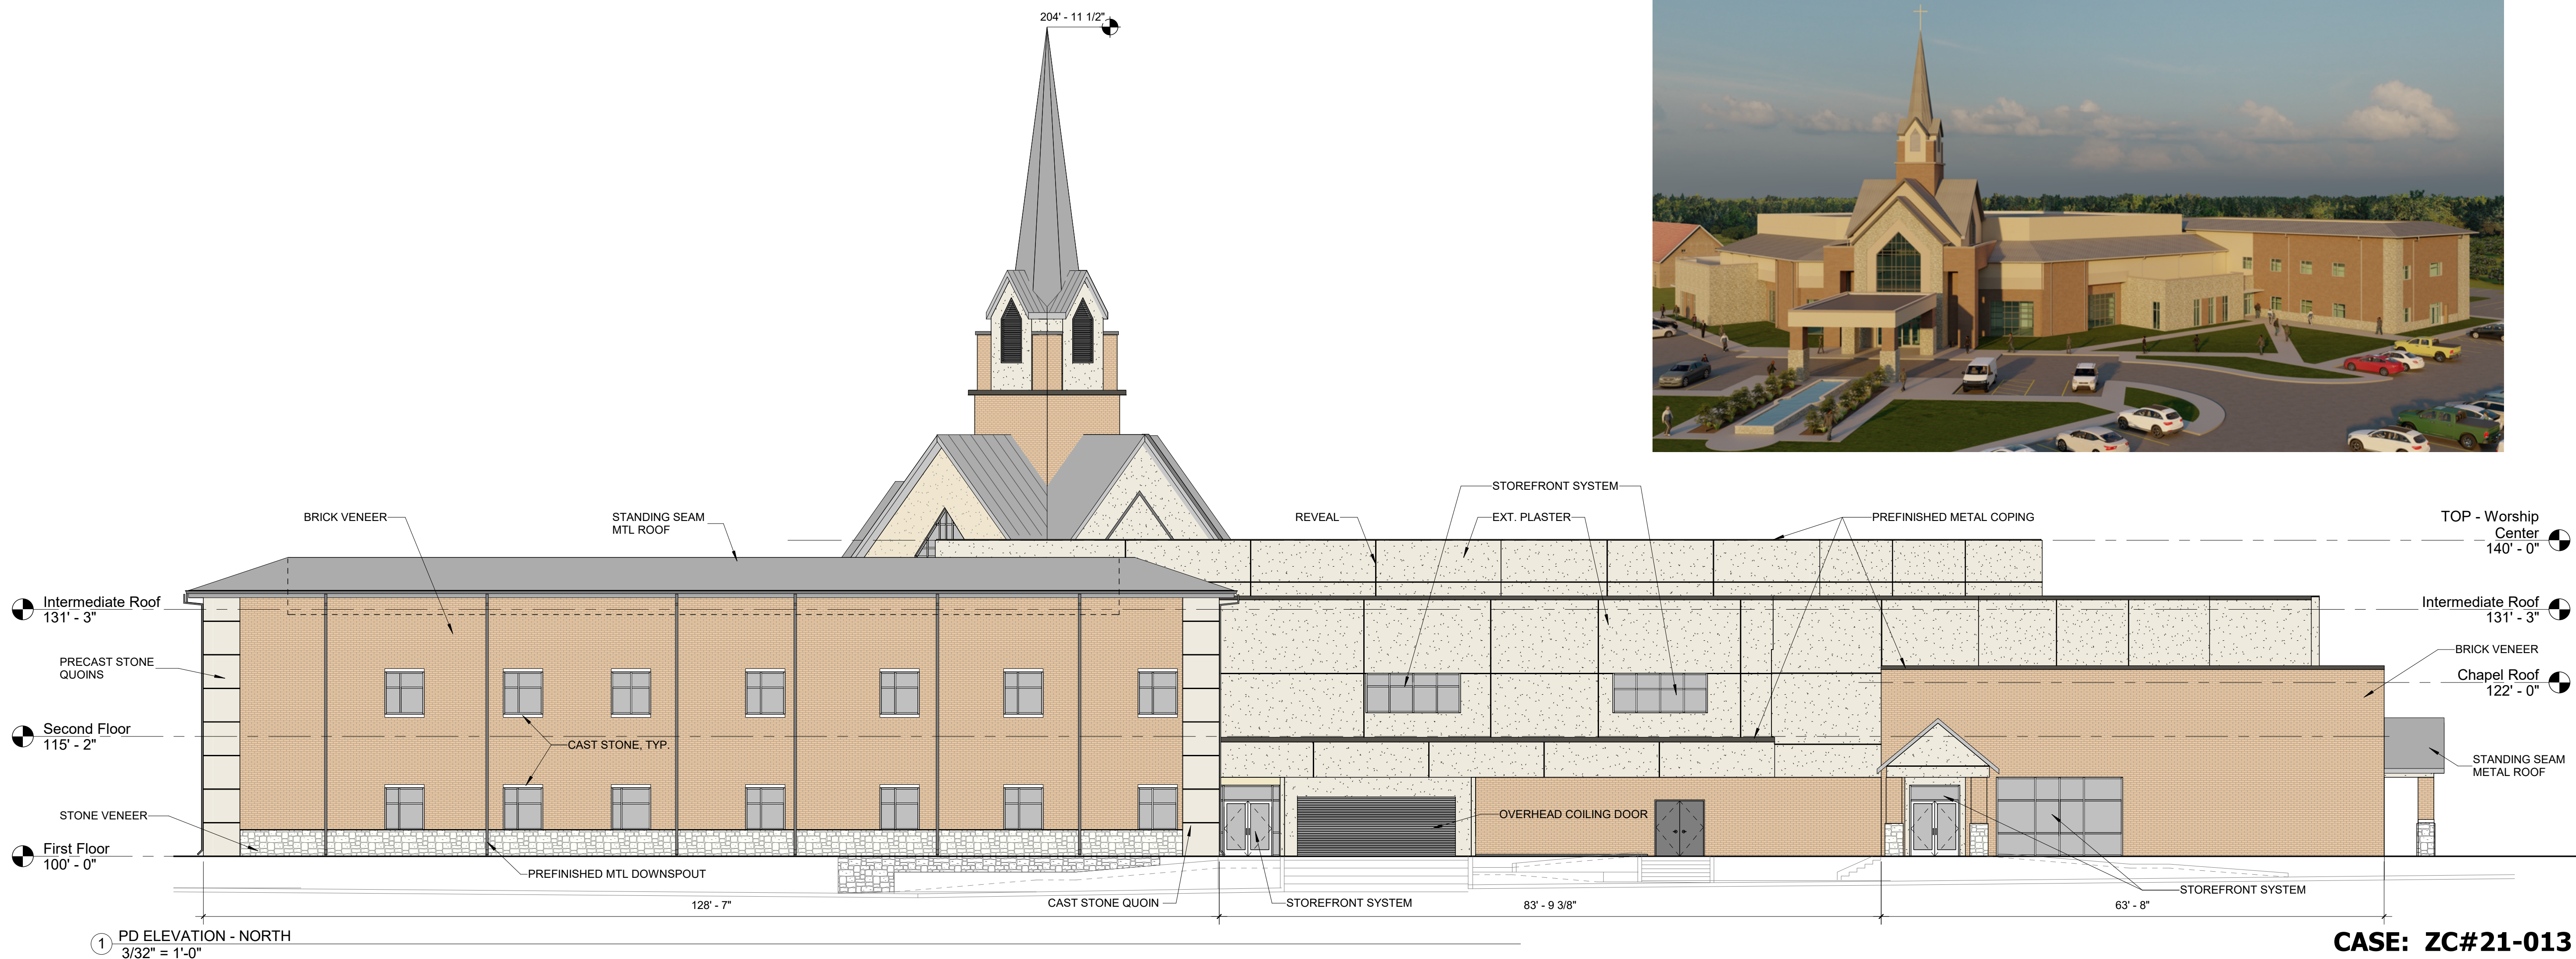 204' - 11 1/2"
STOREFRONT SYSTEM
BRICK VENEER
STANDING SEAM
MTL ROOF
REVEAL
EXT. PLASTER
PREFINISHED METAL COPING
TOP - Worship
Center
140' - 0"
Intermediate Roof
131' - 3"
Intermediate Roof
131' - 3"
PRECAST STONE
QUOINS
BRICK VENEER
Chapel Roof
122' - 0"
Second Floor
115' - 2"
CAST STONE, TYP.
STANDING SEAM
METAL ROOF
STONE VENEER
OVERHEAD COILING DOOR
First Floor
100' - 0"
PREFINISHED MTL DOWNSPOUT
STOREFRONT SYSTEM
CAST STONE QUOIN
STOREFRONT SYSTEM
128' - 7"
83' - 9 3/8"
63' - 8"
1
PD ELEVATION - NORTH
3/32" = 1'-0"
CASE: ZC#21-013